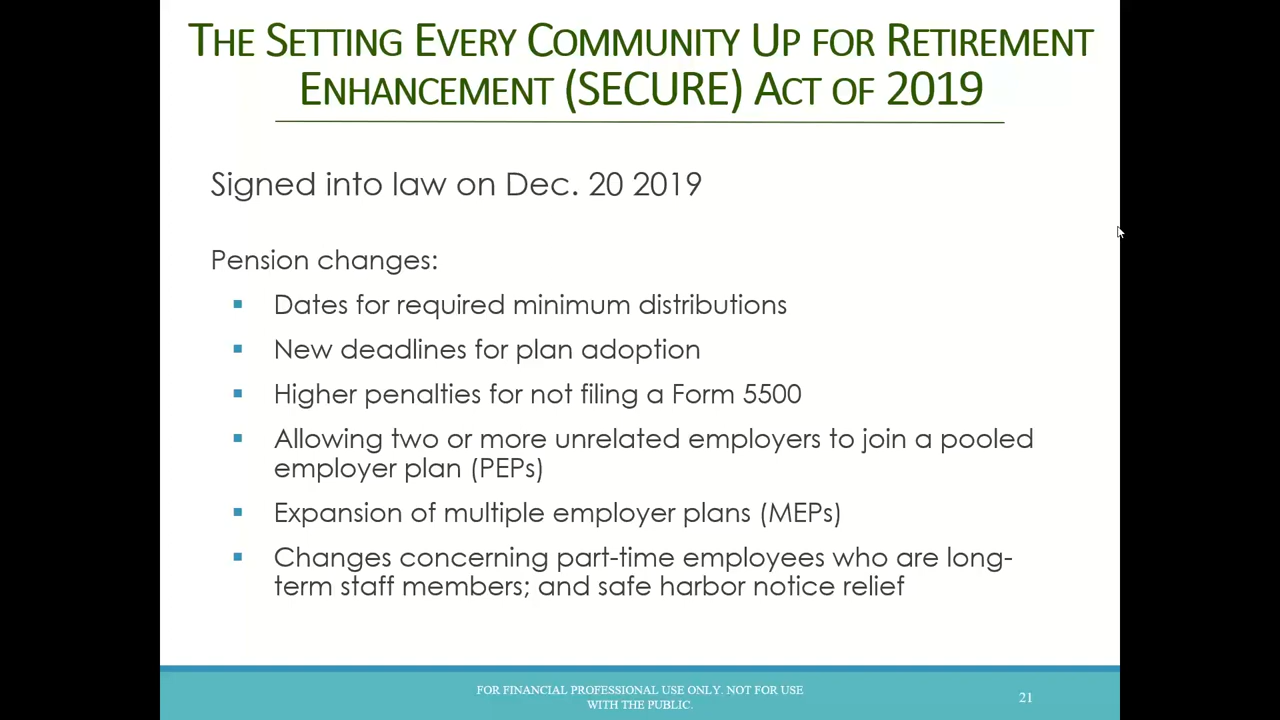 THE SETTING EVERY COMMUNITY UP FOR RETIREMENT
ENHANCEMENT (SECURE) ACT OF 2019
Signed into law on Dec. 20 2019
Pension changes:
▪ Dates for required minimum distributions
▪ New deadlines for plan adoption
▪ Higher penalties for not filing a Form 5500
▪ Allowing two or more unrelated employers to join a pooled
employer plan (PEPs)
▪ Expansion of multiple employer plans (MEPs)
▪ Changes concerning part-time employees who are long-
term staff members; and safe harbor notice relief
FOR FINANCIAL PROFESSIONAL USE ONLY. NOT FOR USE
WITH THE PUBLIC.
21